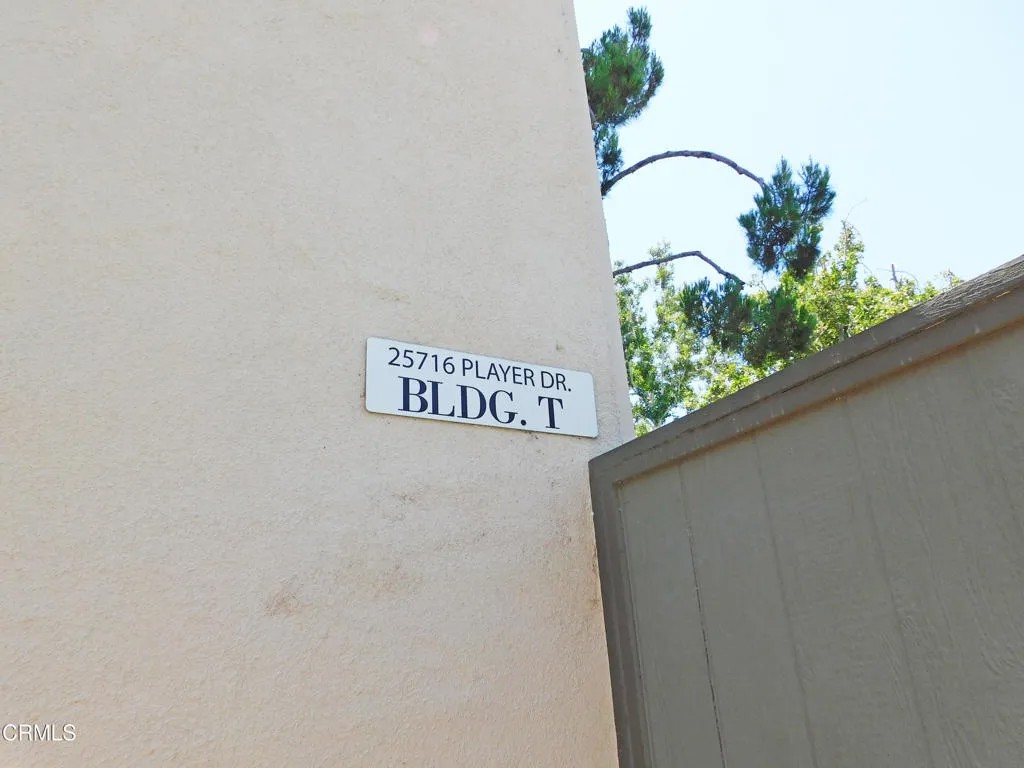 25716 PLAYER DR.
BLDG. T
CRMLS